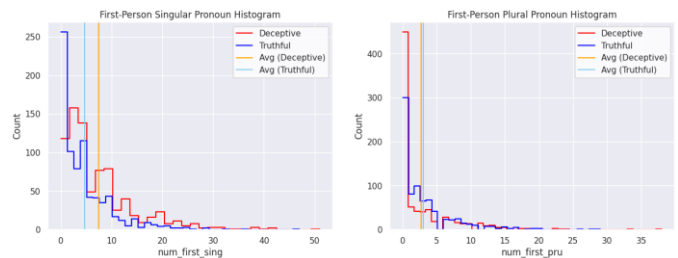 First-Person Singular Pronoun Histogram
250
200
150
100
50
0
Count
0 10 20 30 40 50
num_first_sing
Deceptive
Truthful
Avg (Deceptive)
Avg (Truthful)
First-Person Plural Pronoun Histogram
400
300
200
100
0
Count
0 5 10 15 20 25 30 35
num_first_pru
Deceptive
Truthful
Avg (Deceptive)
Avg (Truthful)